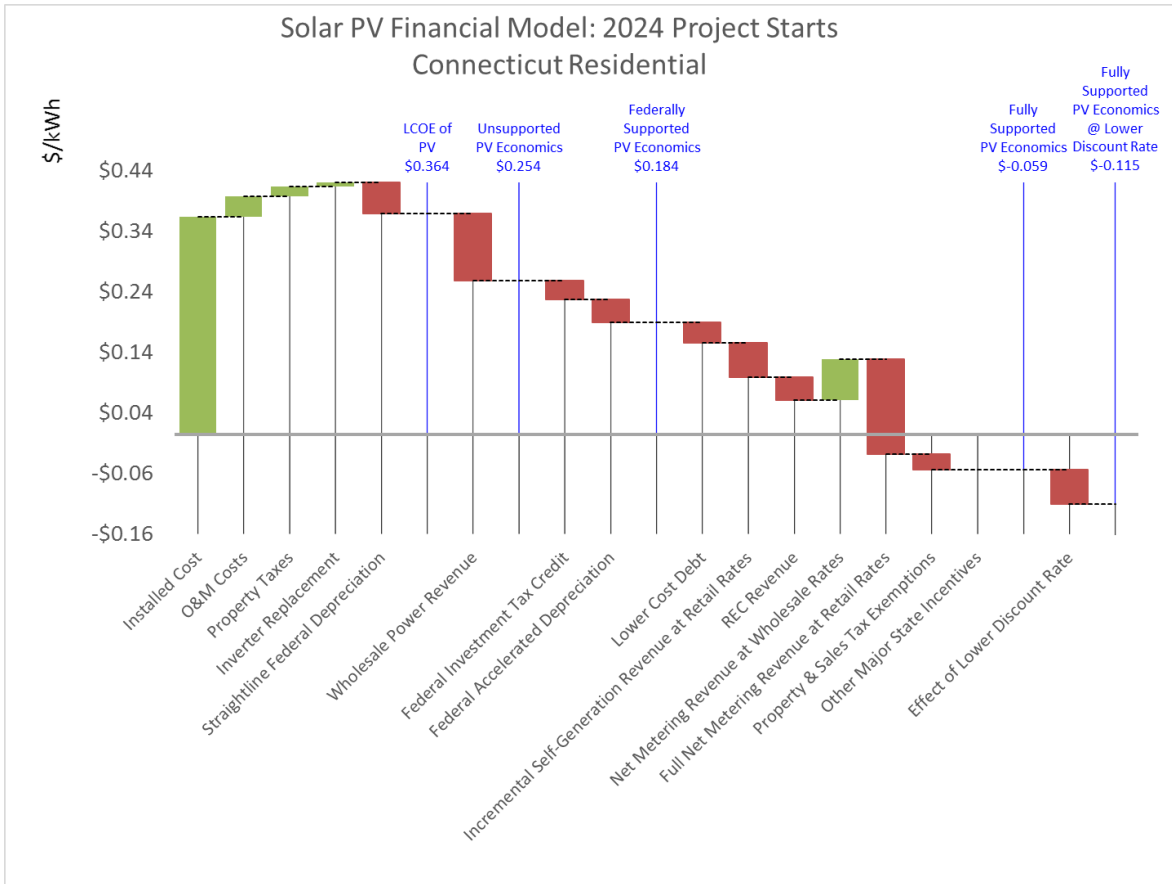 Solar PV Financial Model: 2024 Project Starts
Connecticut Residential
$/kWh
LCOE of
PV
$0.364
Unsupported
PV Economics
$0.254
Federally
Supported
PV Economics
$0.184
Fully
Supported
PV Economics
$-0.059
Fully
Supported
PV Economics
@ Lower
Discount Rate
$-0.115
$0.44
$0.34
$0.24
$0.14
$0.04
-$0.06
-$0.16
Installed Cost
O&M Costs
Property Taxes
Inverter Replacement
Straightline Federal Depreciation
Wholesale Power Revenue
Federal Investment Tax Credit
Federal Accelerated Depreciation
Lower Cost Debt
Incremental Self-Generation Revenue at Retail Rates
REC Revenue
Net Metering Revenue at Wholesale Rates
Full Net Metering Revenue at Retail Rates
Property & Sales Tax Exemptions
Other Major State Incentives
Effect of Lower Discount Rate